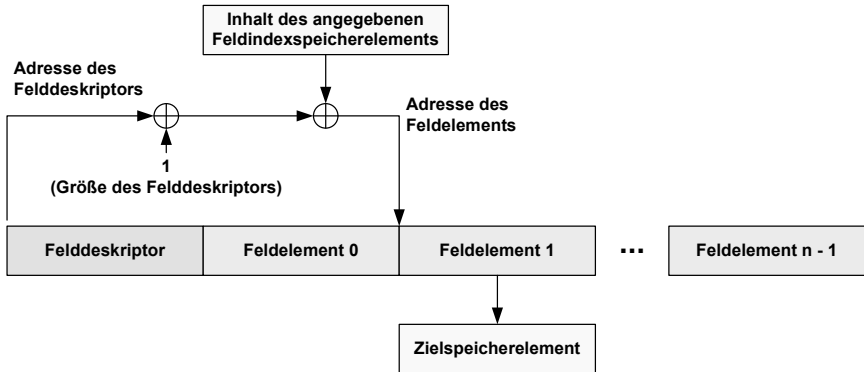 Inhalt des angegebenen
Feldindexspeicherelements
Adresse des
Felddeskriptors
Adresse des
Feldelements
1
(Größe des Felddeskriptors)
Felddeskriptor
Feldelement 0
Feldelement 1
...
Feldelement n - 1
Zielspeicherelement